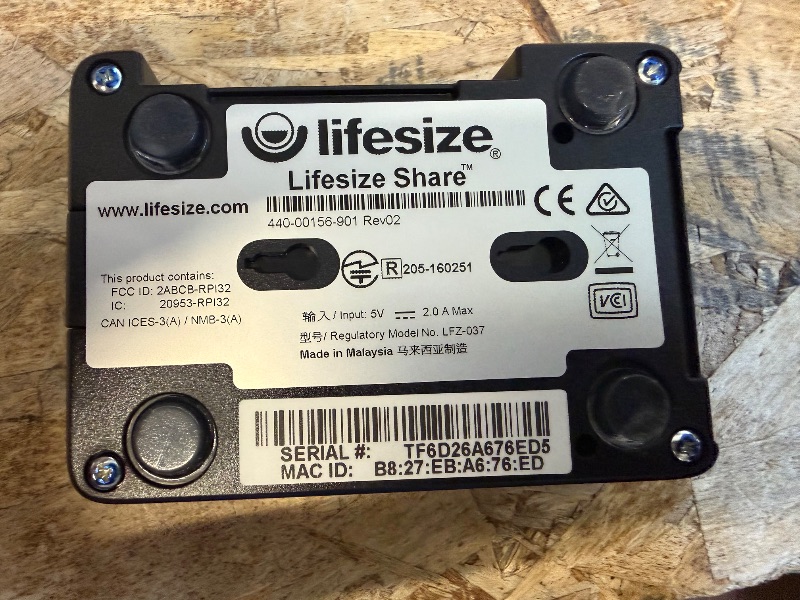 lifesize®
Lifesize Share™
www.lifesize.com
440-00156-901 Rev02
CE
R 205-160251
This product contains:
FCC ID: 2ABCB-RPI32
IC: 20953-RPI32
CAN ICES-3(A) / NMB-3(A)
VCI
输入 / Input: 5V ⎓ 2.0 A Max
型号/ Regulatory Model No. LFZ-037
Made in Malaysia 马来西亚制造
SERIAL #: TF6D26A676ED5
MAC ID: B8:27:EB:A6:76:ED